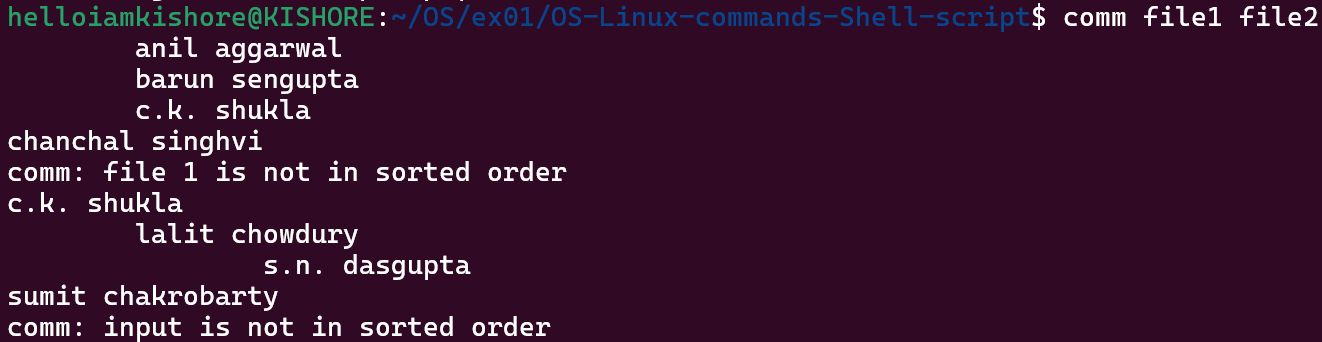 helloiamkishore@KISHORE:~/OS/ex01/OS-Linux-commands-Shell-script$ comm file1 file2
        anil aggarwal
        barun sengupta
        c.k. shukla
chanchal singhvi
comm: file 1 is not in sorted order
c.k. shukla
        lalit chowdury
                s.n. dasgupta
sumit chakrobarty
comm: input is not in sorted order